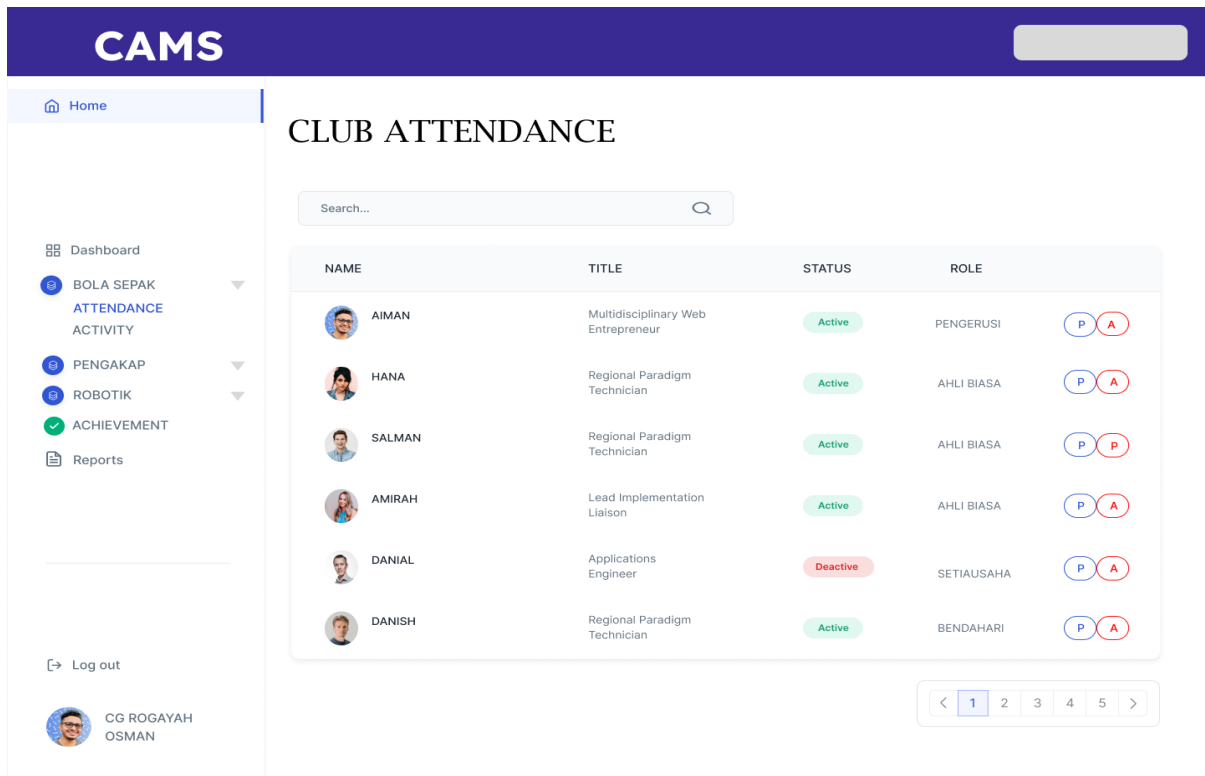 CAMS
Home
CLUB ATTENDANCE
Search...
Dashboard
BOLA SEPAK
ATTENDANCE
ACTIVITY
PENGAKAP
ROBOTIK
ACHIEVEMENT
Reports
Log out
CG ROGAYAH
OSMAN
NAME TITLE STATUS ROLE
AIMAN Multidisciplinary Web Active PENGERUSI P A
Entrepreneur
HANA Regional Paradigm Active AHLI BIASA P A
Technician
SALMAN Regional Paradigm Active AHLI BIASA P P
Technician
AMIRAH Lead Implementation Active AHLI BIASA P A
Liaison
DANIAL Applications Deactive SETIAUSAHA P A
Engineer
DANISH Regional Paradigm Active BENDAHARI P A
Technician
< 1 2 3 4 5 >